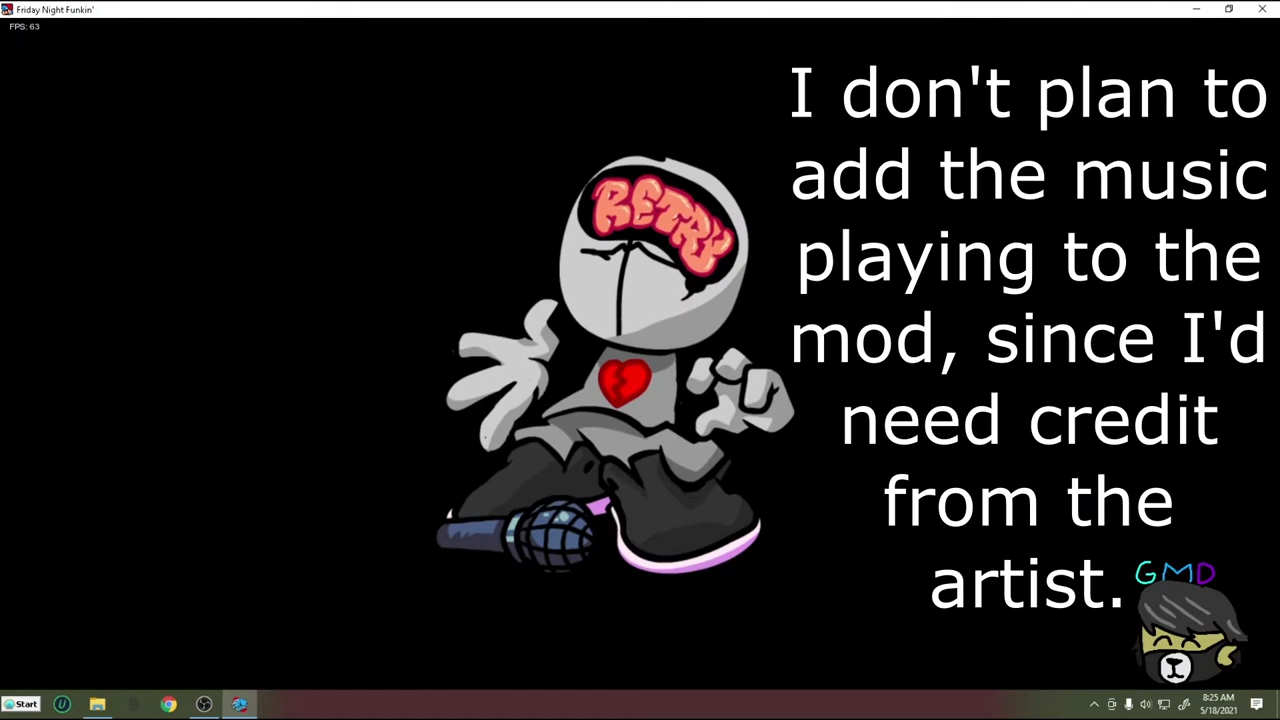 Friday Night Funkin'
FPS: 63
I don't plan to
add the music
playing to the
mod, since I'd
need credit
from the
artist.
RETRY
GMD
Start
8:25 AM
5/18/2021